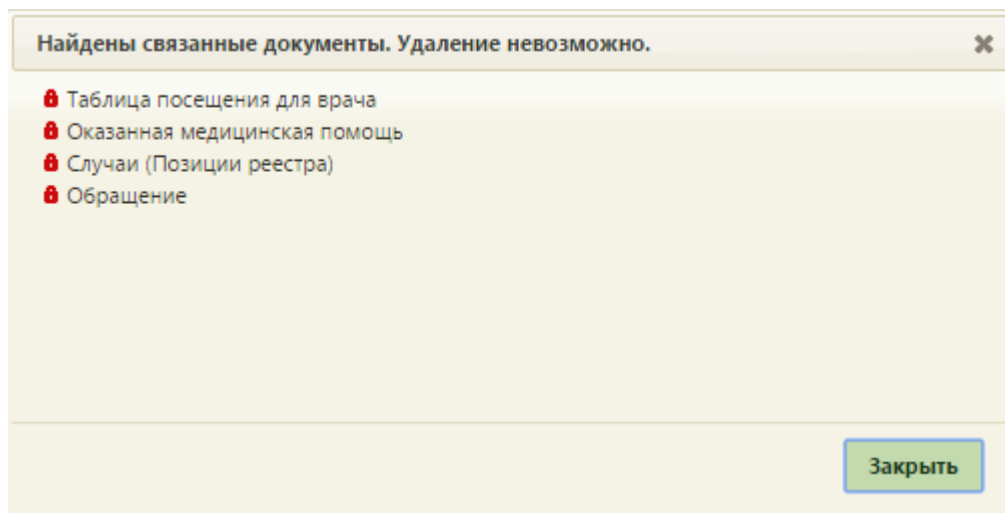 Найдены связанные документы. Удаление невозможно.
Таблица посещения для врача
Оказанная медицинская помощь
Случаи (Позиции реестра)
Обращение
Закрыть